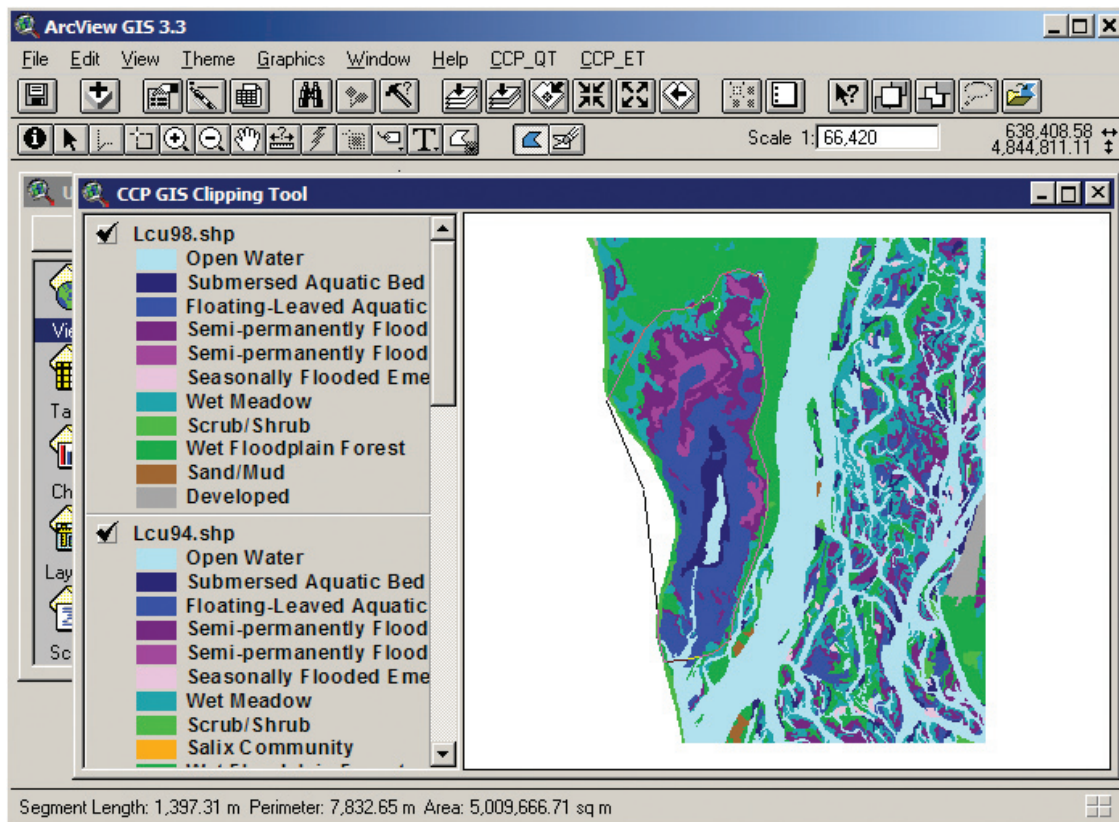 ArcView GIS 3.3
File Edit View Theme Graphics Window Help CCP_QT CCP_ET
Scale 1: 66,420
638,408.58
4,844,811.11
CCP GIS Clipping Tool
Lcu98.shp
Open Water
Submersed Aquatic Bed
Floating-Leaved Aquatic
Semi-permanently Flood
Semi-permanently Flood
Seasonally Flooded Eme
Wet Meadow
Scrub/Shrub
Wet Floodplain Forest
Sand/Mud
Developed
Lcu94.shp
Open Water
Submersed Aquatic Bed
Floating-Leaved Aquatic
Semi-permanently Flood
Semi-permanently Flood
Seasonally Flooded Eme
Wet Meadow
Scrub/Shrub
Salix Community
U
Vie
Ta
Ch
Lay
Sc
Segment Length: 1,397.31 m Perimeter: 7,832.65 m Area: 5,009,666.71 sq m